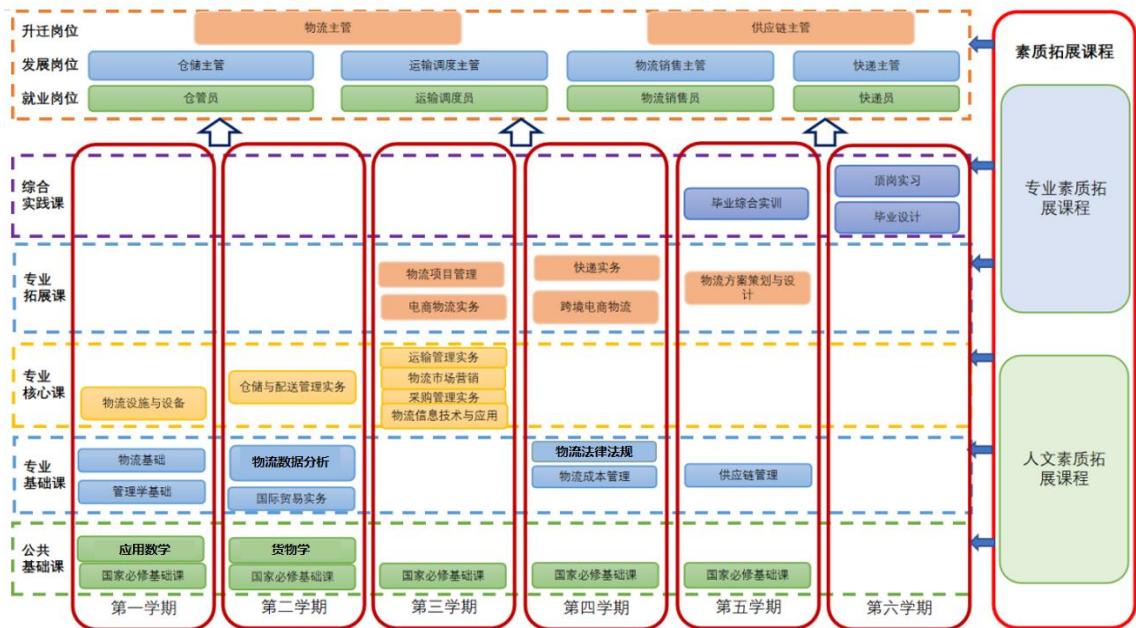 升迁岗位
物流主管
供应链主管
发展岗位
仓储主管
运输调度主管
物流销售主管
快递主管
就业岗位
仓管员
运输调度员
物流销售员
快递员
素质拓展课程
专业素质拓
展课程
人文素质拓
展课程
综合
实践课
毕业综合实训
顶岗实习
毕业设计
专业
拓展课
物流项目管理
电商物流实务
快递实务
跨境电商物流
物流方案策划与设
计
专业
核心课
物流设施与设备
仓储与配送管理实务
运输管理实务
物流市场营销
采购管理实务
物流信息技术与应用
专业
基础课
物流基础
管理学基础
物流数据分析
国际贸易实务
物流法律法规
物流成本管理
供应链管理
公共
基础课
应用数学
国家必修基础课
货物学
国家必修基础课
国家必修基础课
国家必修基础课
国家必修基础课
第一学期
第二学期
第三学期
第四学期
第五学期
第六学期